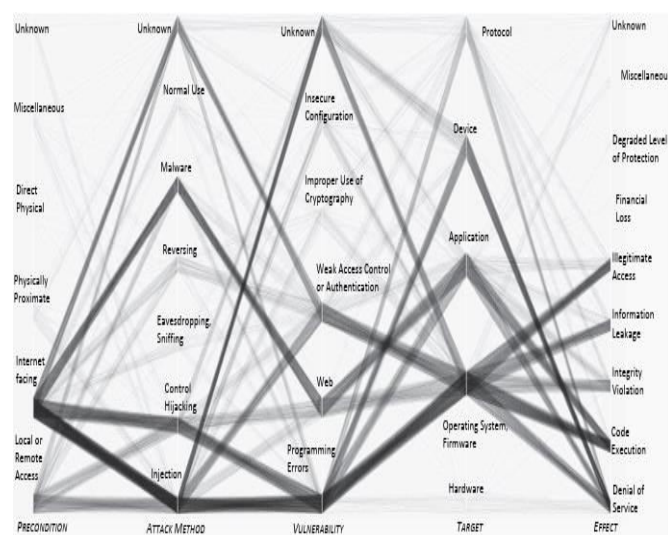 Unknown
Miscellaneous
Direct
Physical
Physically
Proximate
Internet
facing
Local or
Remote
Access
PRECONDITION
Unknown
Normal Use
Malware
Reversing
Eavesdropping,
Sniffing
Control
Hijacking
Injection
ATTACK METHOD
Unknown
Insecure
Configuration
Improper Use of
Cryptography
Weak Access Control
or Authentication
Web
Programming
Errors
VULNERABILITY
Protocol
Device
Application
Operating System,
Firmware
Hardware
TARGET
Unknown
Miscellaneou
Degraded Level
of Protection
Financial
Loss
Illegitimate
Access
Information
Leakage
Integrity
Violation
Code
Execution
Denial of
Service
EFFECT